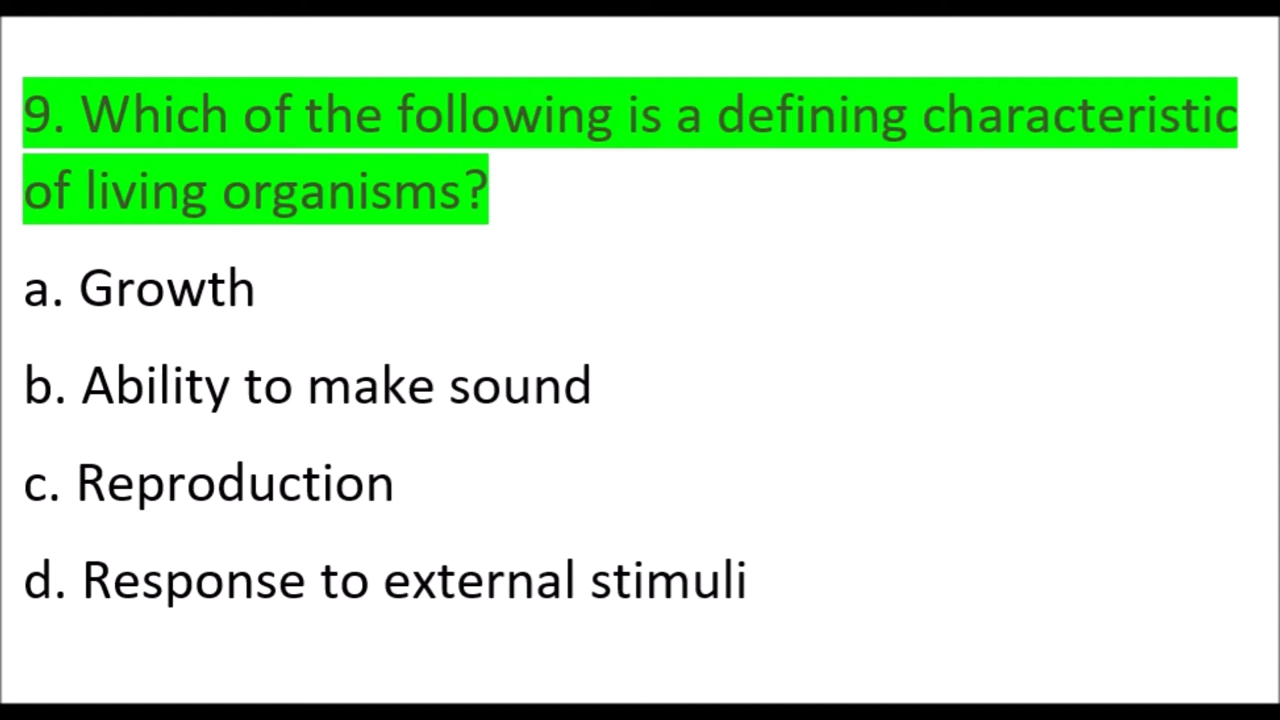 9. Which of the following is a defining characteristic
of living organisms?
a. Growth
b. Ability to make sound
c. Reproduction
d. Response to external stimuli